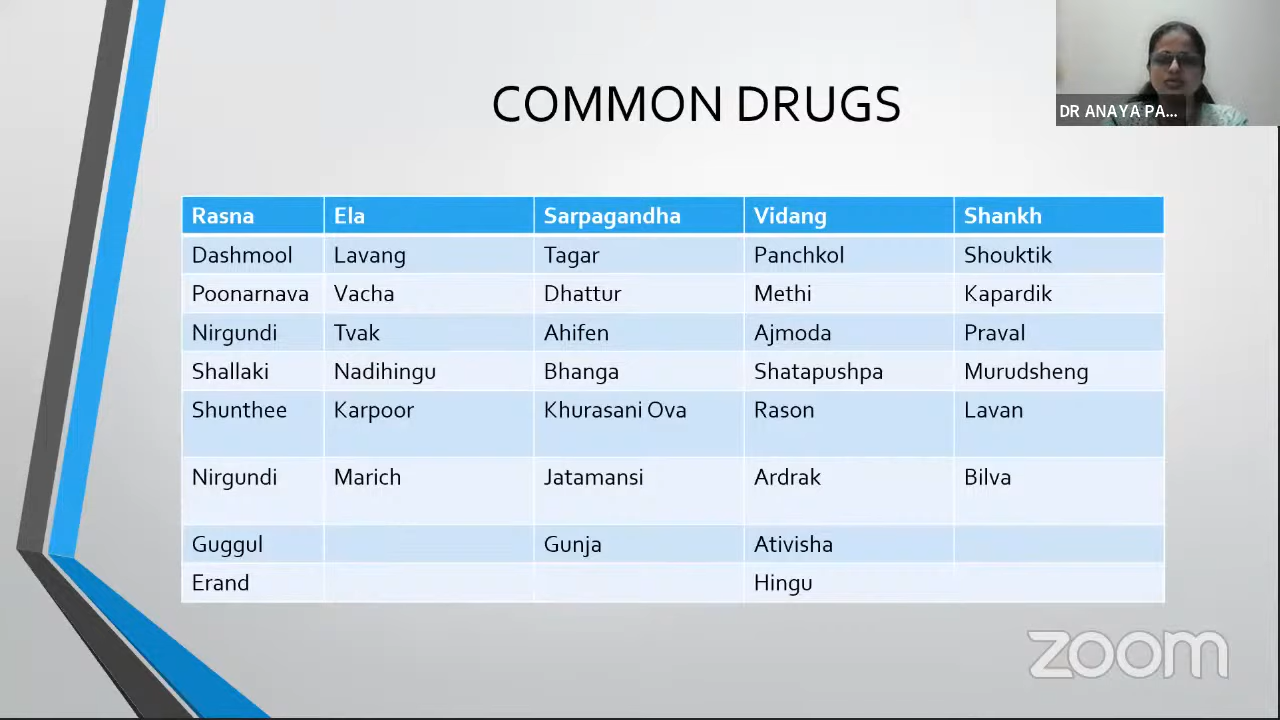 COMMON DRUGS
DR ANAYA PA...
Rasna Ela Sarpagandha Vidang Shankh
Dashmool Lavang Tagar Panchkol Shouktik
Poonarnava Vacha Dhattur Methi Kapardik
Nirgundi Tvak Ahifen Ajmoda Praval
Shallaki Nadihingu Bhanga Shatapushpa Murudsheng
Shunthee Karpoor Khurasani Ova Rason Lavan
Nirgundi Marich Jatamansi Ardrak Bilva
Guggul Gunja Ativisha
Erand Hingu
zoom